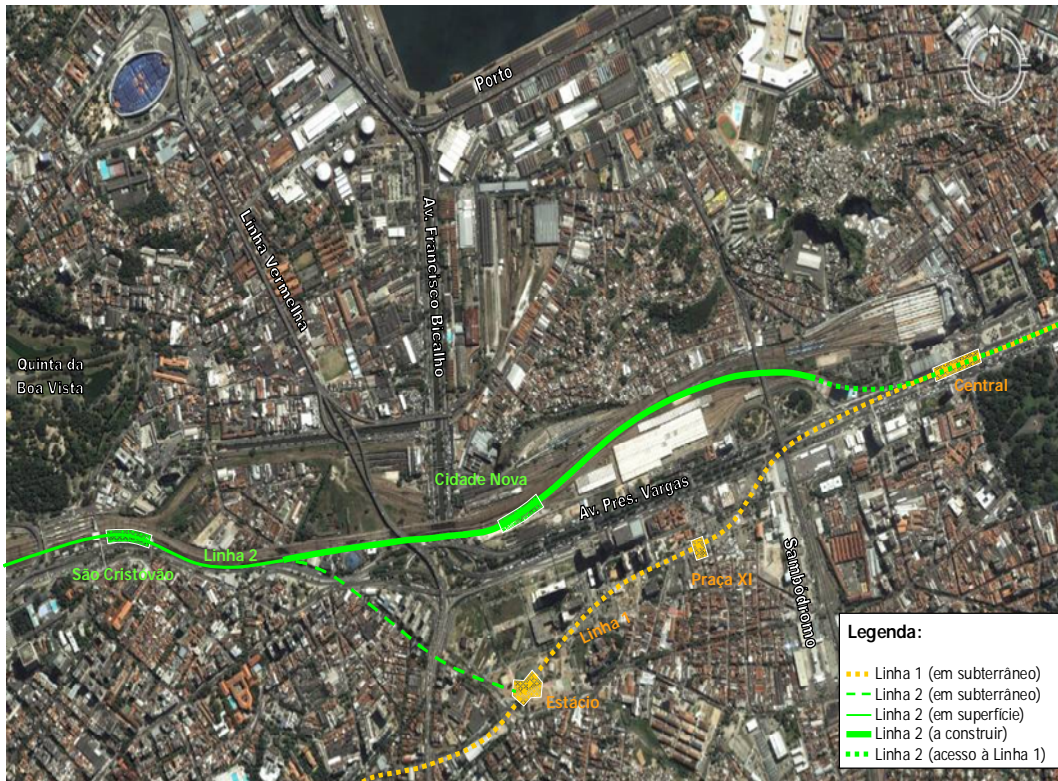 N
Porto
Linha Vermelha
Av. Francisco Bicalho
Quinta da
Boa Vista
Central
Cidade Nova
Av. Pres. Vargas
Linha 2
São Cristóvão
Praça XI
Sambódromo
Linha 1
Estácio
Legenda:
Linha 1 (em subterrâneo)
Linha 2 (em subterrâneo)
Linha 2 (em superfície)
Linha 2 (a construir)
Linha 2 (acesso à Linha 1)